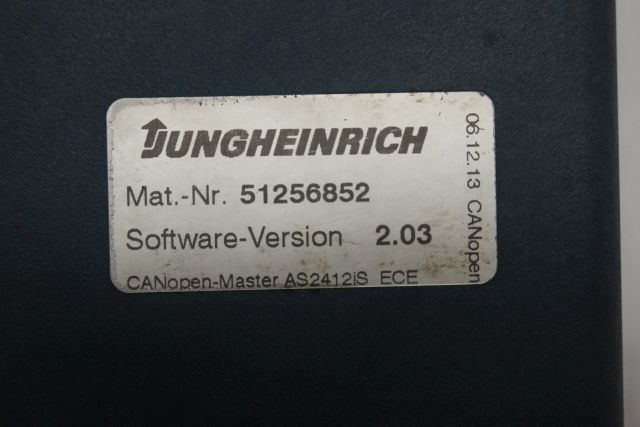 JUNGHEINRICH
Mat.-Nr. 51256852
Software-Version 2.03
CANopen-Master AS2412iS ECE
06.12.13 CANopen